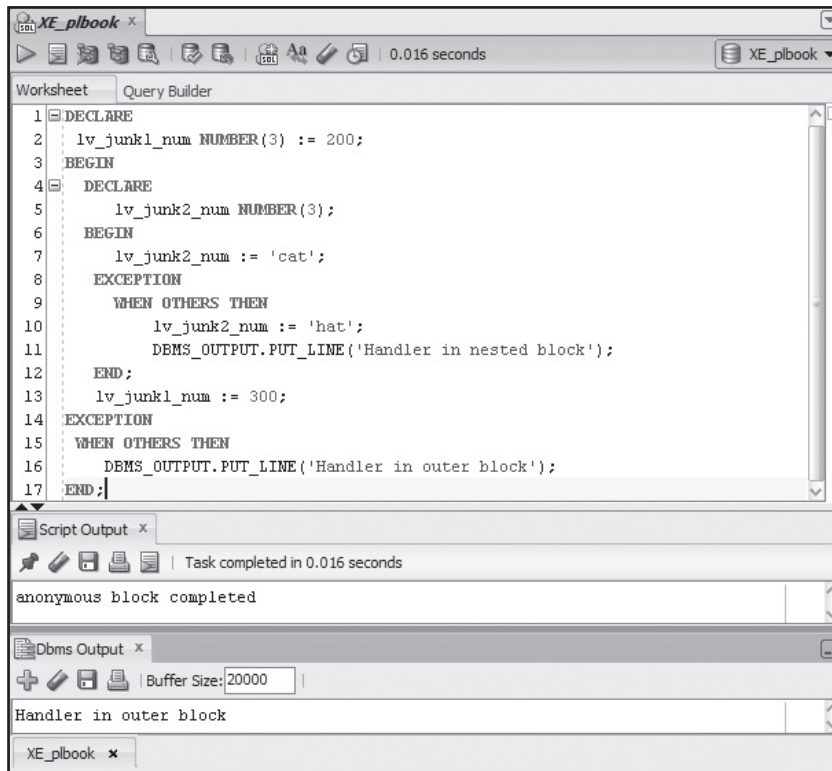 XE_plbook
0.016 seconds
XE_plbook
Worksheet Query Builder
1 DECLARE
2 lv_junk1_num NUMBER(3) := 200;
3 BEGIN
4 DECLARE
5 lv_junk2_num NUMBER(3);
6 BEGIN
7 lv_junk2_num := 'cat';
8 EXCEPTION
9 WHEN OTHERS THEN
10 lv_junk2_num := 'hat';
11 DBMS_OUTPUT.PUT_LINE('Handler in nested block');
12 END;
13 lv_junk1_num := 300;
14 EXCEPTION
15 WHEN OTHERS THEN
16 DBMS_OUTPUT.PUT_LINE('Handler in outer block');
17 END;
Script Output
Task completed in 0.016 seconds
anonymous block completed
Dbms Output
Buffer Size: 20000
Handler in outer block
XE_plbook